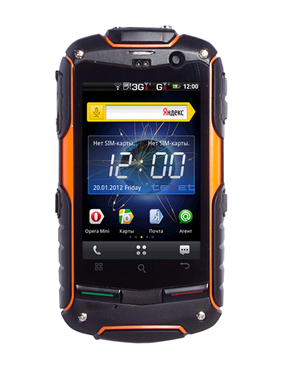 3G G 12:00
Яндекс
Нет SIM-карты... Нет SIM-карты...
12:00
20.01.2012 Friday texet
Opera Mini Карты Почта Агент